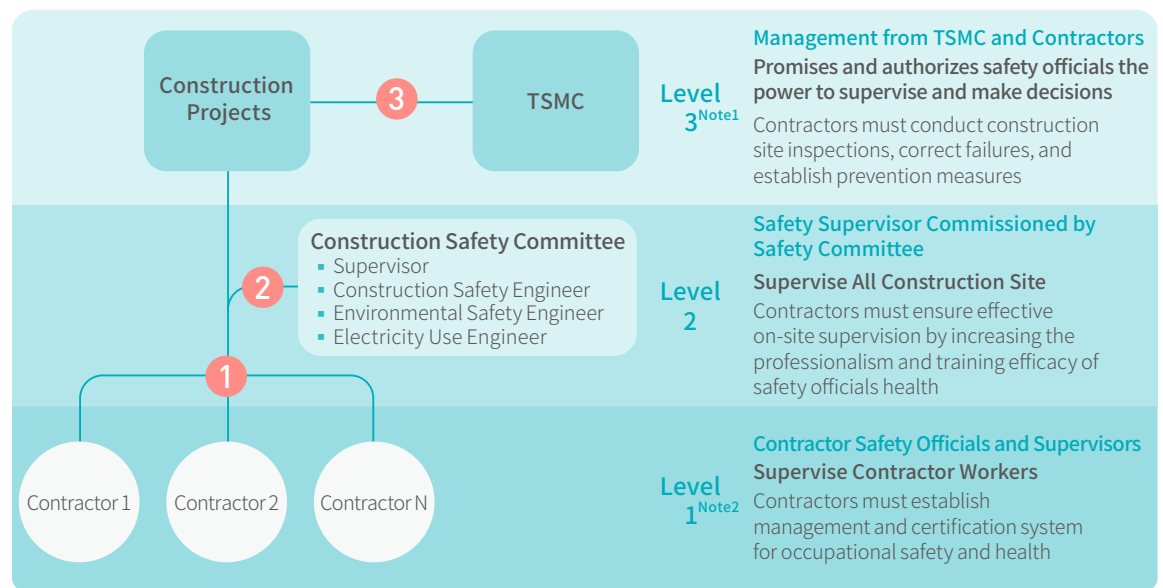 Construction
Projects
3
TSMC
Level
3Note1
Management from TSMC and Contractors
Promises and authorizes safety officials the
power to supervise and make decisions
Contractors must conduct construction
site inspections, correct failures, and
establish prevention measures
2
Construction Safety Committee
▪ Supervisor
▪ Construction Safety Engineer
▪ Environmental Safety Engineer
▪ Electricity Use Engineer
Level
2
Safety Supervisor Commissioned by
Safety Committee
Supervise All Construction Site
Contractors must ensure effective
on-site supervision by increasing the
professionalism and training efficacy of
safety officials health
1
Contractor 1
Contractor 2
Contractor N
Level
1Note2
Contractor Safety Officials and Supervisors
Supervise Contractor Workers
Contractors must establish
management and certification system
for occupational safety and health